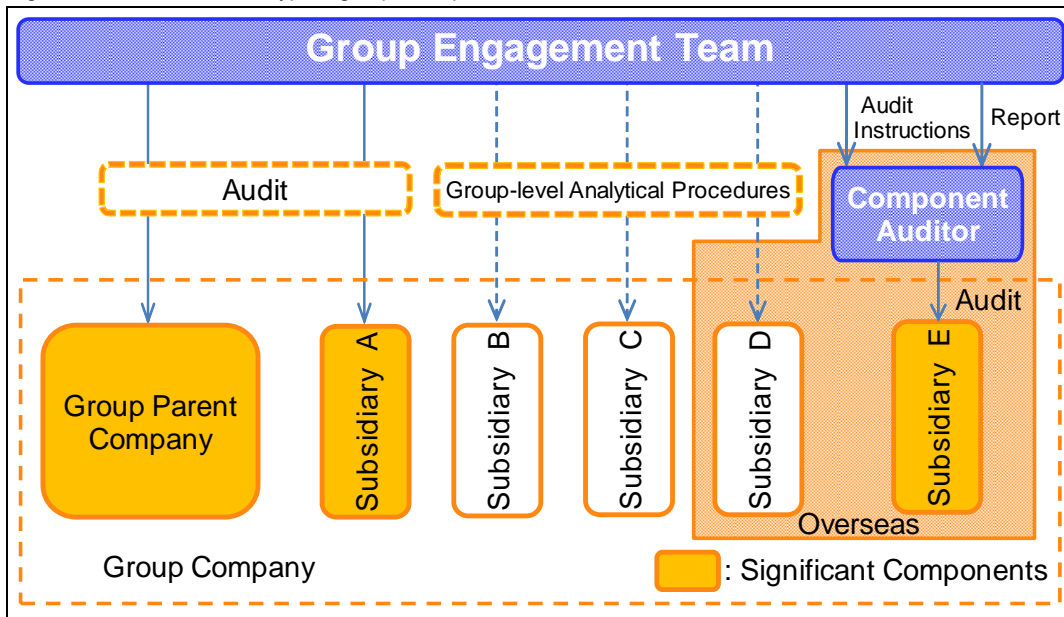 Group Engagement Team
Audit
Instructions
Report
Audit
Group-level Analytical Procedures
Component
Auditor
Audit
Group Parent
Company
Subsidiary A
Subsidiary B
Subsidiary C
Subsidiary D
Subsidiary E
Overseas
Group Company
: Significant Components